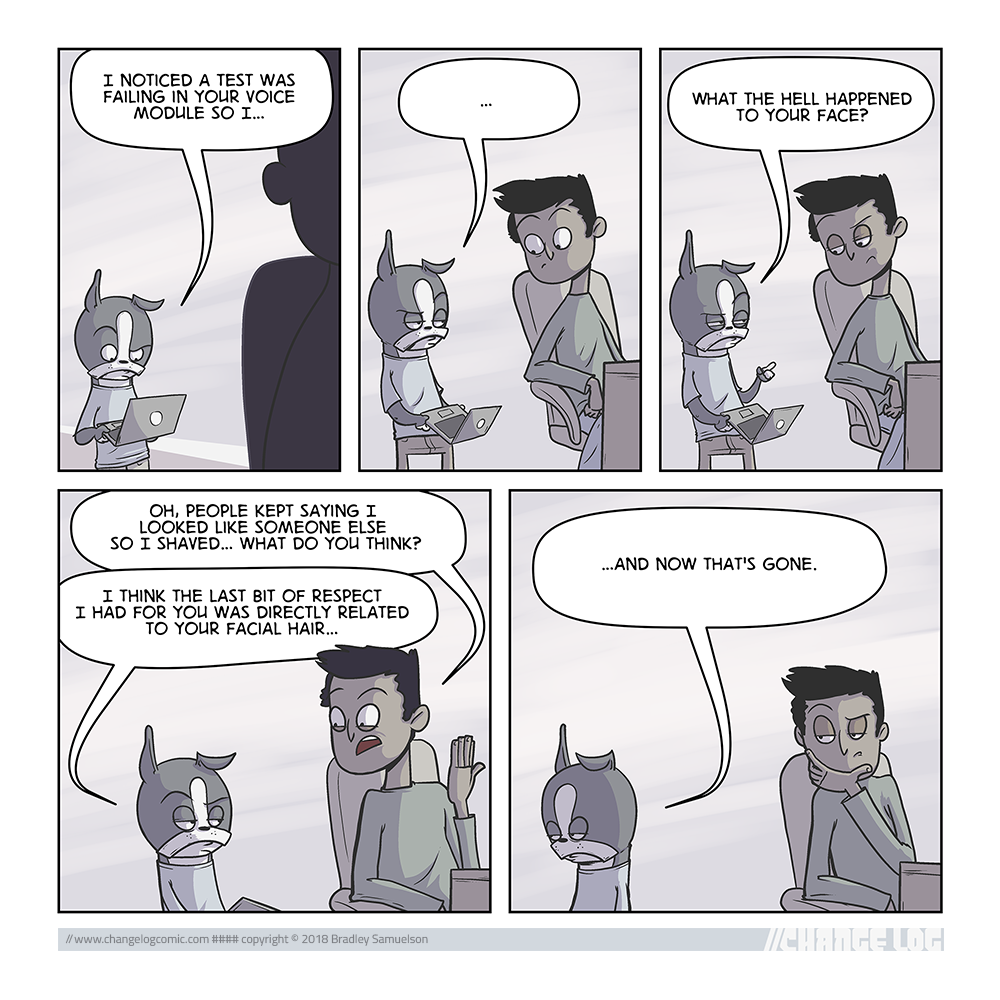 I NOTICED A TEST WAS
FAILING IN YOUR VOICE
MODULE SO I...
...
WHAT THE HELL HAPPENED
TO YOUR FACE?
OH, PEOPLE KEPT SAYING I
LOOKED LIKE SOMEONE ELSE
SO I SHAVED... WHAT DO YOU THINK?
I THINK THE LAST BIT OF RESPECT
I HAD FOR YOU WAS DIRECTLY RELATED
TO YOUR FACIAL HAIR...
...AND NOW THAT'S GONE.
// www.changelogcomic.com #### copyright © 2018 Bradley Samuelson
//CHANGE LOG